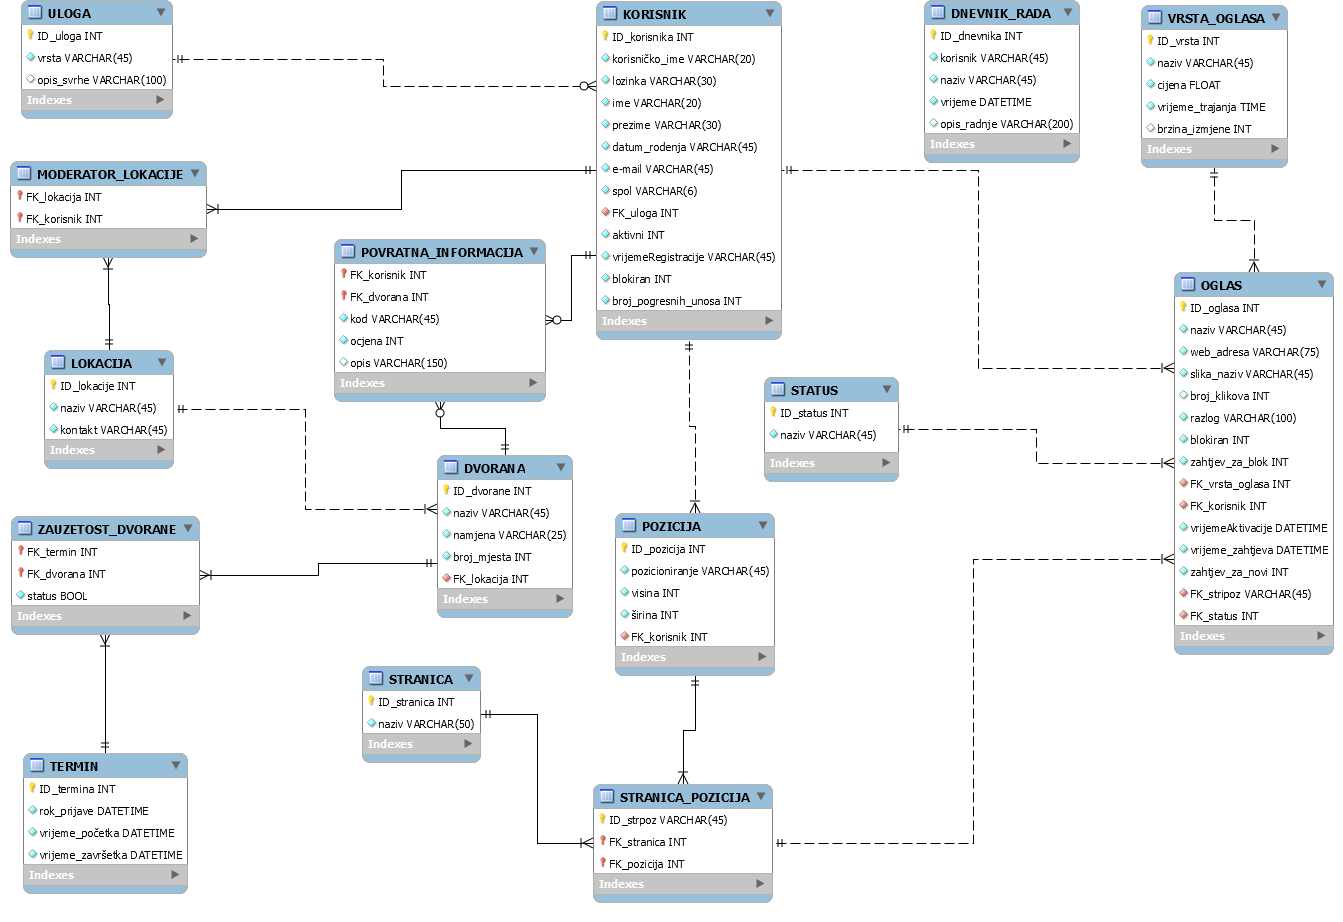 ULOGA
ID_uloga INT
vrsta VARCHAR(45)
opis_svrhe VARCHAR(100)
Indexes
KORISNIK
ID_korisnika INT
korisničko_ime VARCHAR(20)
lozinka VARCHAR(30)
ime VARCHAR(20)
prezime VARCHAR(30)
datum_rodenja VARCHAR(45)
e-mail VARCHAR(45)
spol VARCHAR(6)
FK_uloga INT
aktivni INT
vrijemeRegistracije VARCHAR(45)
blokiran INT
broj_pogresnih_unosa INT
Indexes
DNEVNIK_RADA
ID_dnevnika INT
korisnik VARCHAR(45)
naziv VARCHAR(45)
vrijeme DATETIME
opis_radnje VARCHAR(200)
Indexes
VRSTA_OGLASA
ID_vrsta INT
naziv VARCHAR(45)
cijena FLOAT
vrijeme_trajanja TIME
brzina_izmjene INT
Indexes
MODERATOR_LOKACIJE
FK_lokacija INT
FK_korisnik INT
Indexes
POVRATNA_INFORMACIJA
FK_korisnik INT
FK_dvorana INT
kod VARCHAR(45)
ocjena INT
opis VARCHAR(150)
Indexes
OGLAS
ID_oglasa INT
naziv VARCHAR(45)
web_adresa VARCHAR(75)
slika_naziv VARCHAR(45)
broj_klikova INT
razlog VARCHAR(100)
blokiran INT
zahtjev_za_blok INT
FK_vrsta_oglasa INT
FK_korisnik INT
vrijemeAktivacije DATETIME
vrijeme_zahtjeva DATETIME
zahtjev_za_novi INT
FK_stripoz VARCHAR(45)
FK_status INT
Indexes
LOKACIJA
ID_lokacije INT
naziv VARCHAR(45)
kontakt VARCHAR(45)
Indexes
STATUS
ID_status INT
naziv VARCHAR(45)
Indexes
DVORANA
ID_dvorane INT
naziv VARCHAR(45)
namjena VARCHAR(25)
broj_mjesta INT
FK_lokacija INT
Indexes
ZAUZETOST_DVORANE
FK_termin INT
FK_dvorana INT
status BOOL
Indexes
POZICIJA
ID_pozicija INT
pozicioniranje VARCHAR(45)
visina INT
širina INT
FK_korisnik INT
Indexes
STRANICA
ID_stranica INT
naziv VARCHAR(50)
Indexes
TERMIN
ID_termina INT
rok_prijave DATETIME
vrijeme_početka DATETIME
vrijeme_završetka DATETIME
Indexes
STRANICA_POZICIJA
ID_strpoz VARCHAR(45)
FK_stranica INT
FK_pozicija INT
Indexes